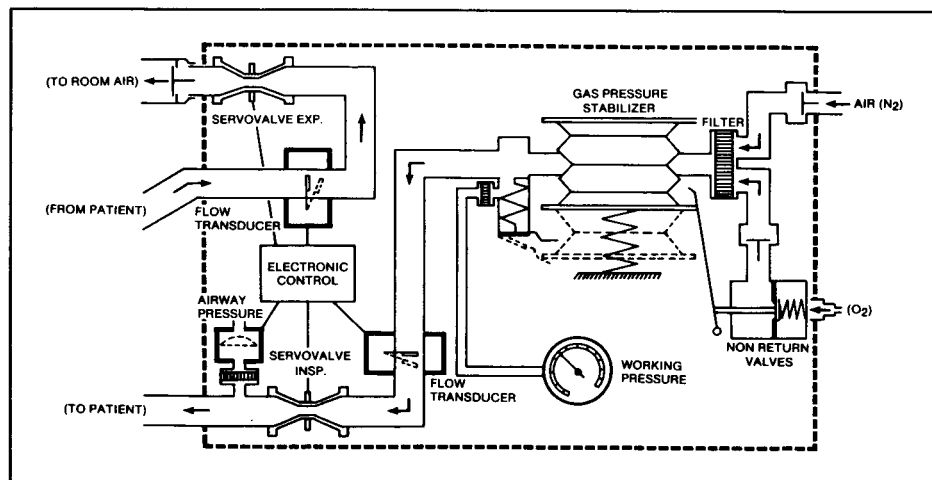 (TO ROOM AIR)
SERVOVALVE EXP.
GAS PRESSURE
STABILIZER
FILTER
AIR (N₂)
(FROM PATIENT)
FLOW
TRANSDUCER
ELECTRONIC
CONTROL
AIRWAY
PRESSURE
SERVOVALVE
INSP.
(TO PATIENT)
FLOW
TRANSDUCER
WORKING
PRESSURE
(O₂)
NON RETURN
VALVES